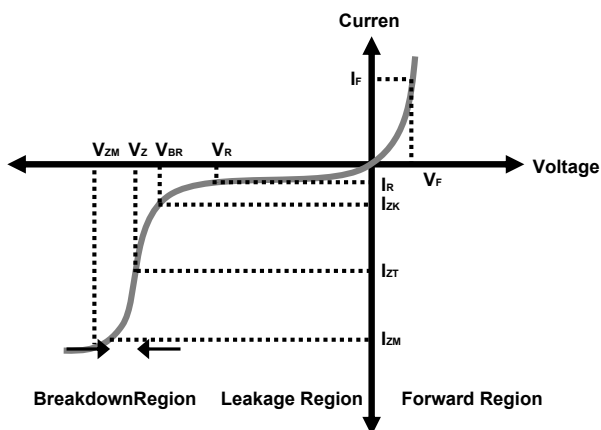 Curren
IF
VZM VZ VBR VR
Voltage
IR
VF
IZK
IZT
IZM
BreakdownRegion Leakage Region Forward Region